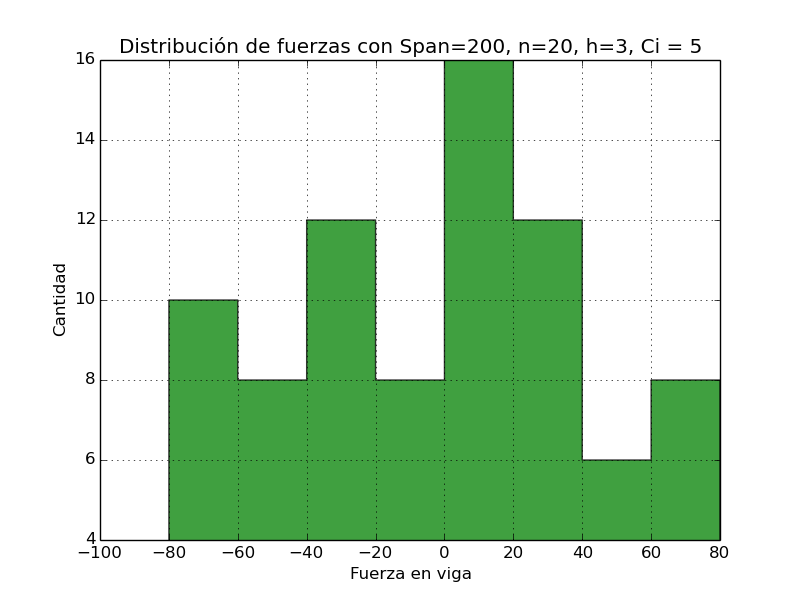 Distribución de fuerzas con Span=200, n=20, h=3, Ci = 5
16
14
12
10
8
6
4
Cantidad
−100 −80 −60 −40 −20 0 20 40 60 80
Fuerza en viga